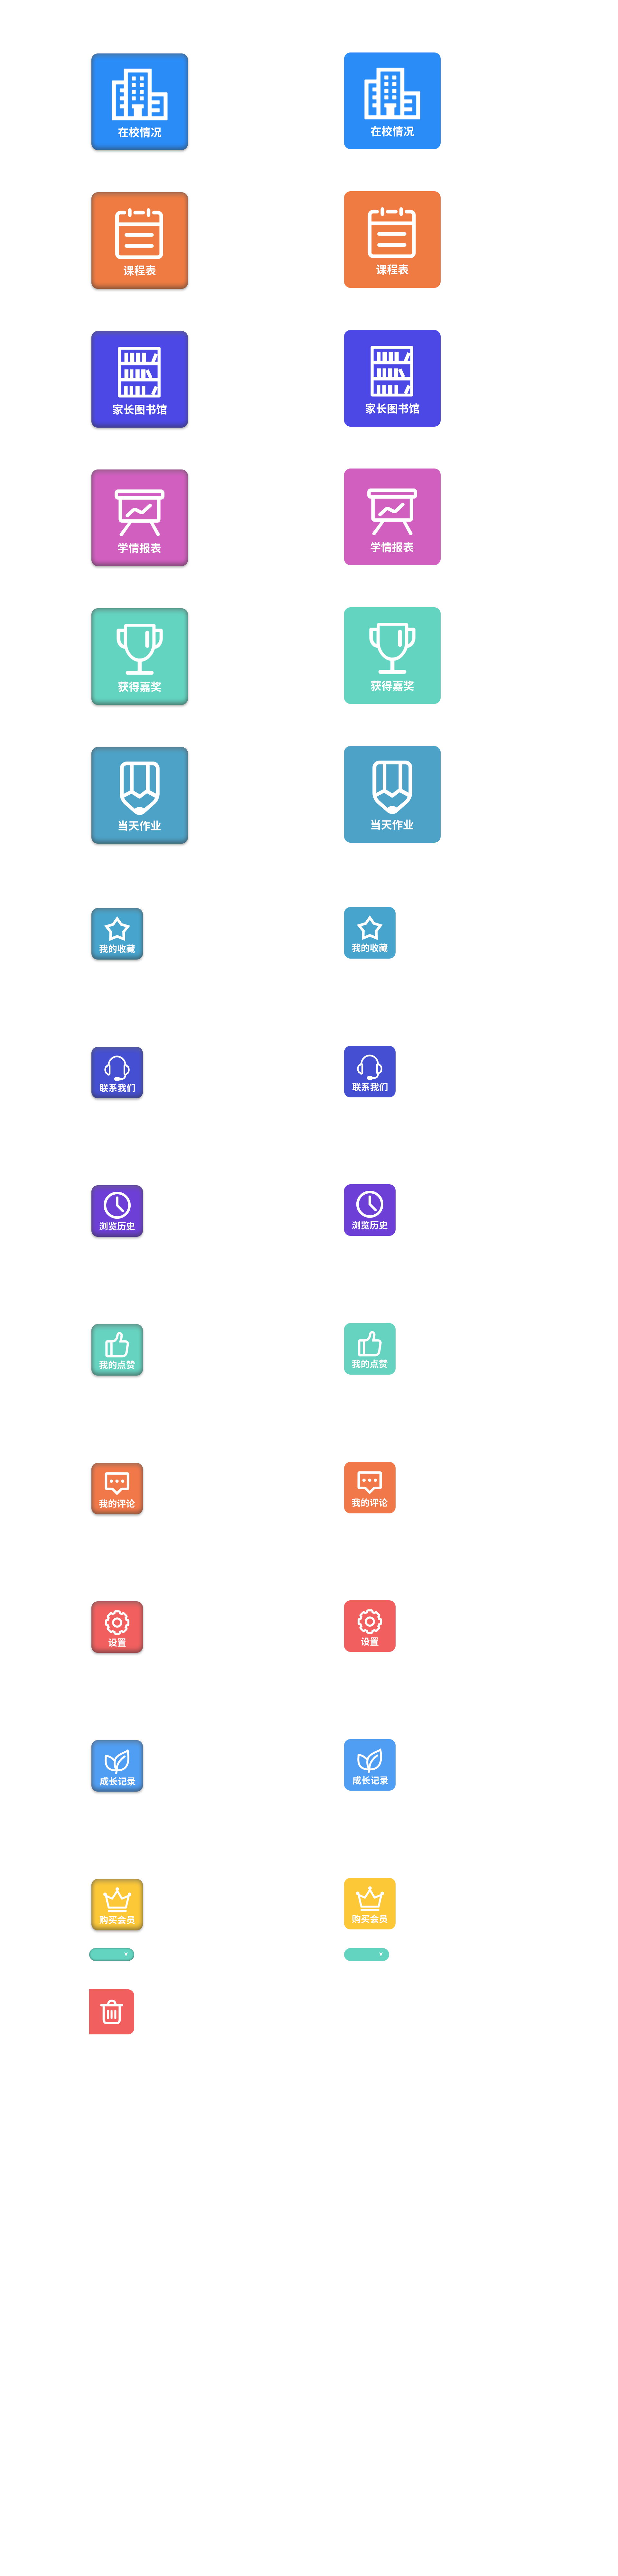 在校情况 在校情况
课程表 课程表
家长图书馆 家长图书馆
学情报表 学情报表
获得嘉奖 获得嘉奖
当天作业 当天作业
我的收藏 我的收藏
联系我们 联系我们
浏览历史 浏览历史
我的点赞 我的点赞
我的评论 我的评论
设置 设置
成长记录 成长记录
购买会员 购买会员